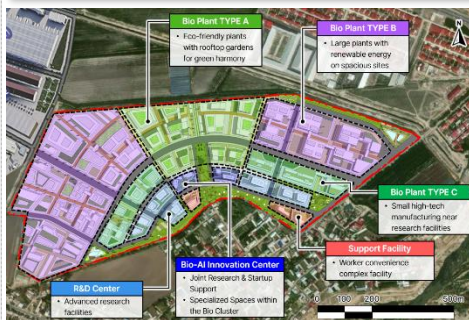 Bio Plant TYPE A
• Eco-friendly plants
with rooftop gardens
for green harmony
Bio Plant TYPE B
• Large plants with
renewable energy
on spacious sites
N
Bio Plant TYPE C
• Small high-tech
manufacturing near
research facilities
Support Facility
• Worker convenience
complex facility
Bio-AI Innovation Center
• Joint Research & Startup
Support
• Specialized Spaces within
the Bio Cluster
R&D Center
• Advanced research
facilities
0 100 200 500m